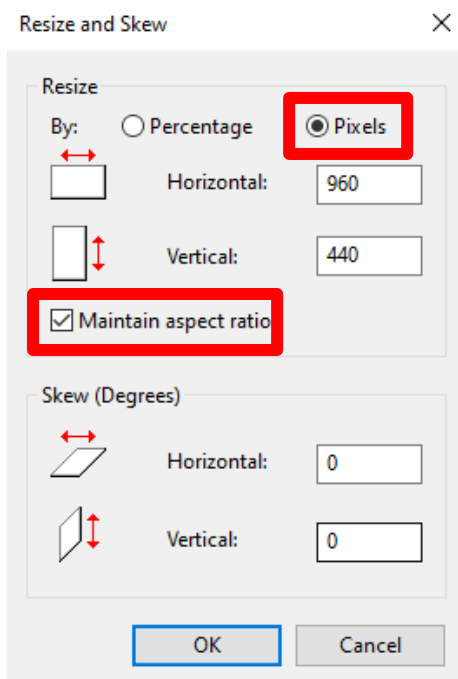 Resize and Skew
Resize
By: Percentage Pixels
Horizontal: 960
Vertical: 440
Maintain aspect ratio
Skew (Degrees)
Horizontal: 0
Vertical: 0
OK Cancel